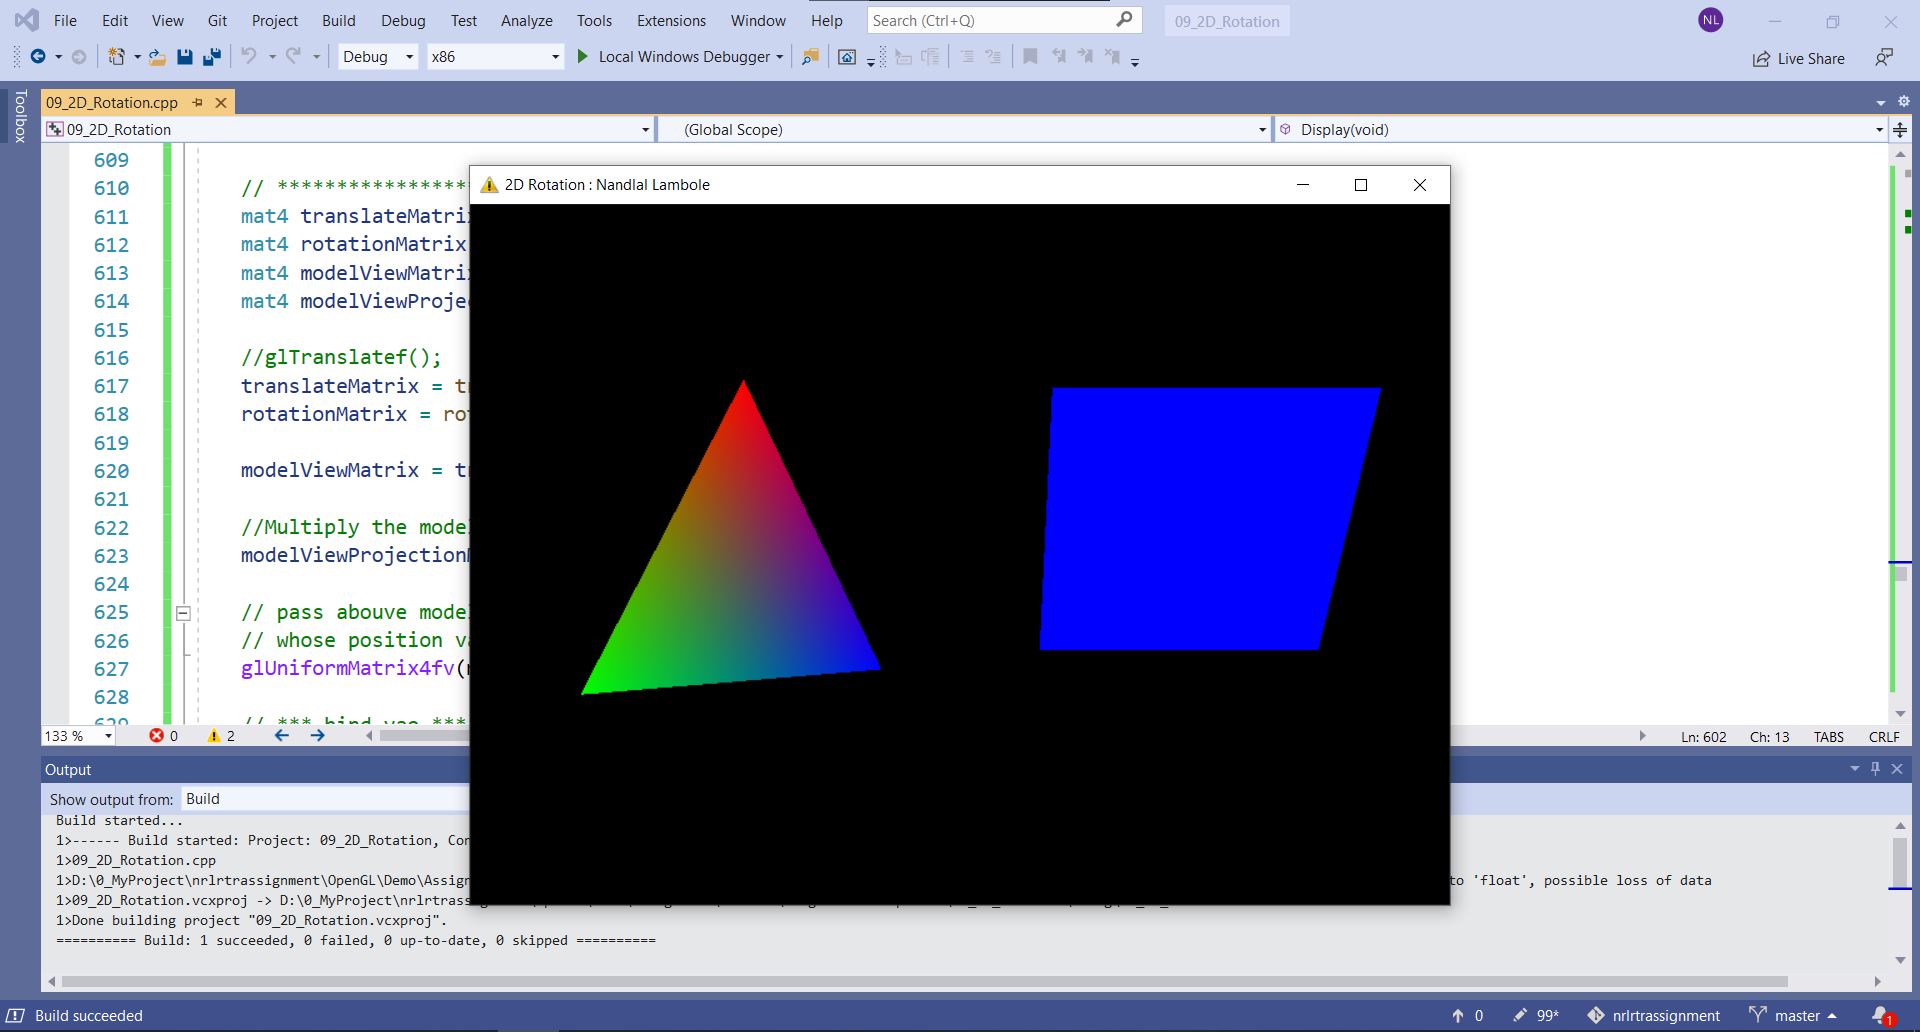 File Edit View Git Project Build Debug Test Analyze Tools Extensions Window Help Search (Ctrl+Q) 09_2D_Rotation NL
Debug x86 Local Windows Debugger Live Share
Toolbox
09_2D_Rotation.cpp
09_2D_Rotation (Global Scope) Display(void)
609
610 // ****************
611 mat4 translateMatri
612 mat4 rotationMatrix
613 mat4 modelViewMatri
614 mat4 modelViewProje
615
616 //glTranslatef();
617 translateMatrix = t
618 rotationMatrix = ro
619
620 modelViewMatrix = t
621
622 //Multiply the mode
623 modelViewProjection
624
625 // pass abouve mode
626 // whose position v
627 glUniformMatrix4fv(
628
629 // *** bind vao ***
2D Rotation : Nandlal Lambole
133 % 0 2 Ln: 602 Ch: 13 TABS CRLF
Output
Show output from: Build
Build started...
1>------ Build started: Project: 09_2D_Rotation, Con
1>09_2D_Rotation.cpp
1>D:\0_MyProject\nrlrtrassignment\OpenGL\Demo\Assign to 'float', possible loss of data
1>09_2D_Rotation.vcxproj -> D:\0_MyProject\nrlrtrass
1>Done building project "09_2D_Rotation.vcxproj".
========== Build: 1 succeeded, 0 failed, 0 up-to-date, 0 skipped ==========
Build succeeded 0 99* nrlrtrassignment master 1